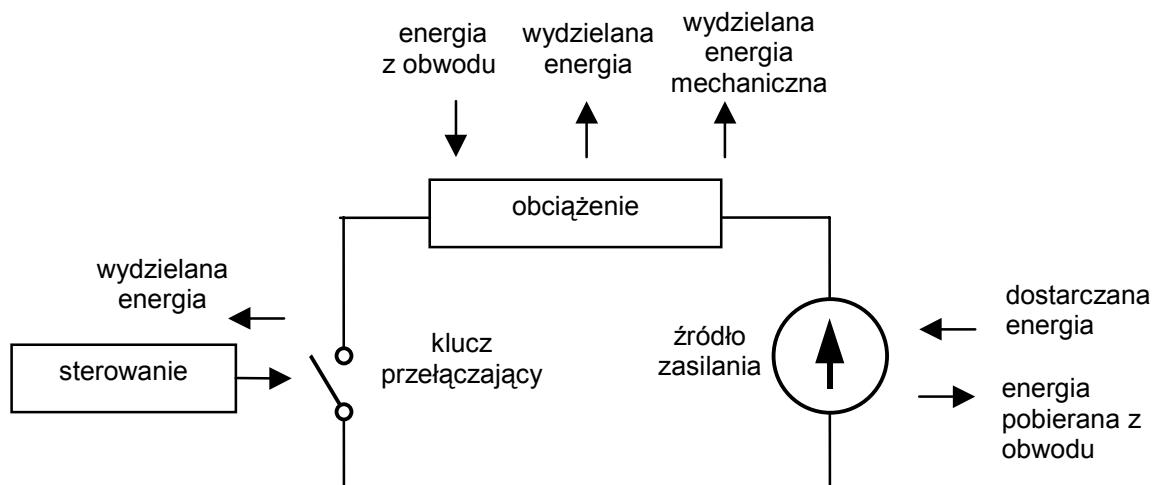 energia
z obwodu
wydzielana
energia
wydzielana
energia
mechaniczna
obciążenie
wydzielana
energia
sterowanie
klucz
przełączający
źródło
zasilania
dostarczana
energia
energia
pobierana z
obwodu